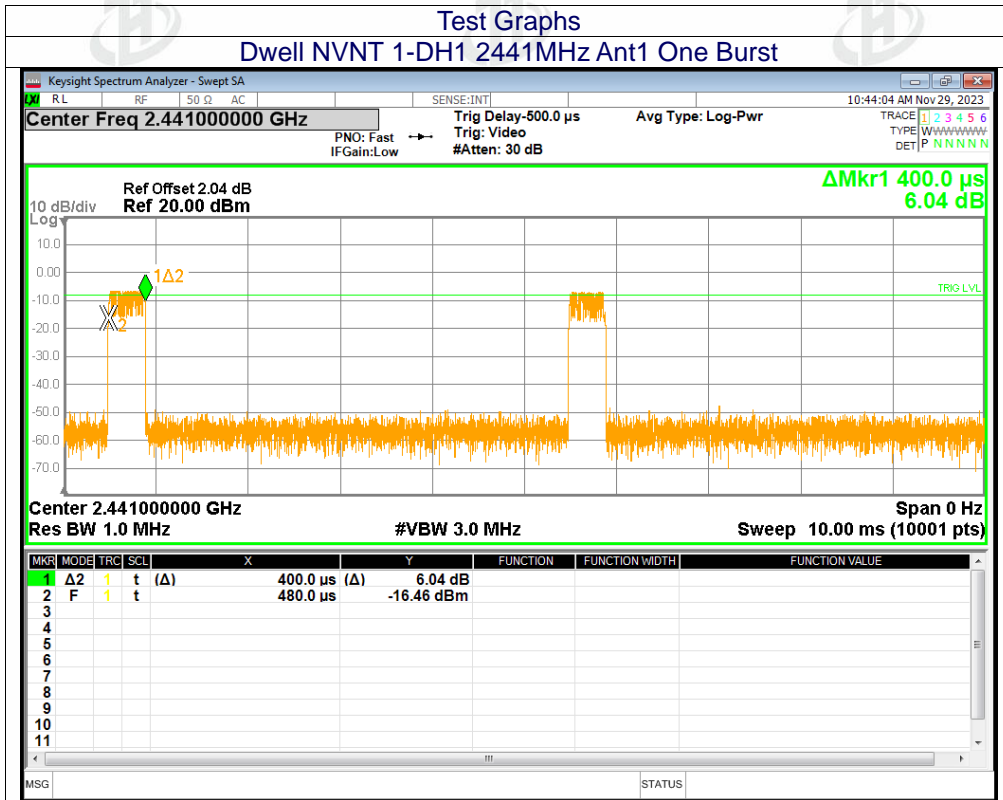 Test Graphs
Dwell NVNT 1-DH1 2441MHz Ant1 One Burst
Keysight Spectrum Analyzer - Swept SA
LXI RL RF 50 Ω AC SENSE:INT 10:44:04 AM Nov 29, 2023
Center Freq 2.441000000 GHz Trig Delay-500.0 µs Avg Type: Log-Pwr TRACE 1 2 3 4 5 6
PNO: Fast Trig: Video TYPE WWWWWW
IFGain:Low #Atten: 30 dB DET P N N N N N
ΔMkr1 400.0 µs
6.04 dB
Ref Offset 2.04 dB
10 dB/div Ref 20.00 dBm
Log
10.0
0.00
1Δ2
TRIG LVL
-10.0
2
-20.0
-30.0
-40.0
-50.0
-60.0
-70.0
Center 2.441000000 GHz Span 0 Hz
Res BW 1.0 MHz #VBW 3.0 MHz Sweep 10.00 ms (10001 pts)
MKR MODE TRC SCL X Y FUNCTION FUNCTION WIDTH FUNCTION VALUE
1 Δ2 1 t (Δ) 400.0 µs (Δ) 6.04 dB
2 F 1 t 480.0 µs -16.46 dBm
3
4
5
6
7
8
9
10
11
MSG STATUS